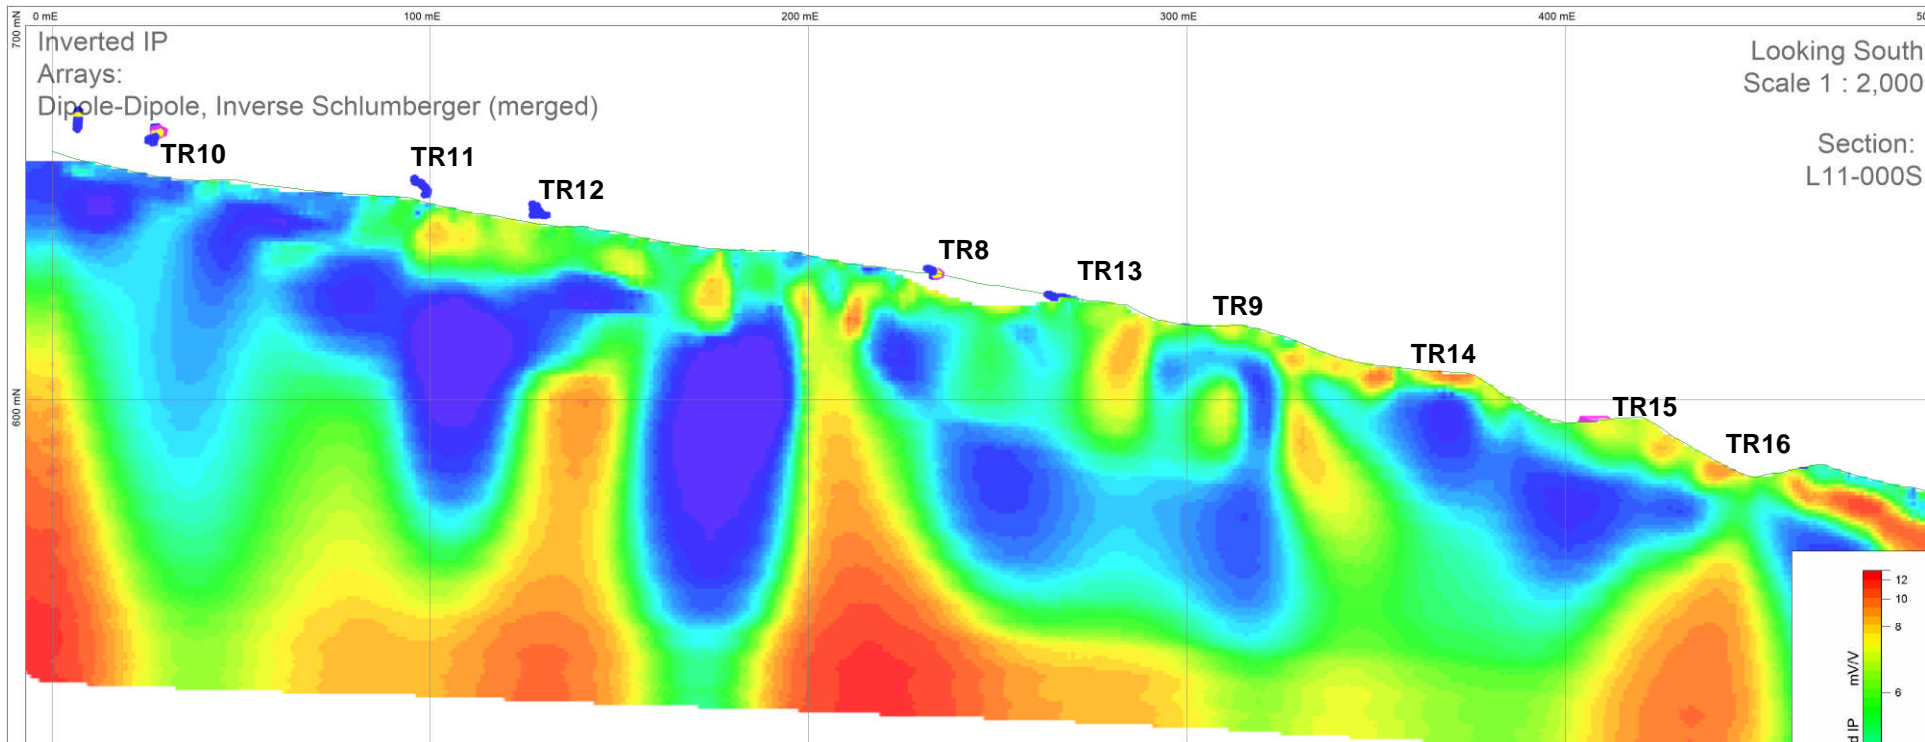 0 mE
100 mE
200 mE
300 mE
400 mE
700 mN
Inverted IP
Arrays:
Dipole-Dipole, Inverse Schlumberger (merged)
Looking South
Scale 1 : 2,000
Section:
L11-000S
TR10
TR11
TR12
TR8
TR13
TR9
TR14
TR15
TR16
600 mN
12
10
8
6
mV/V
IP